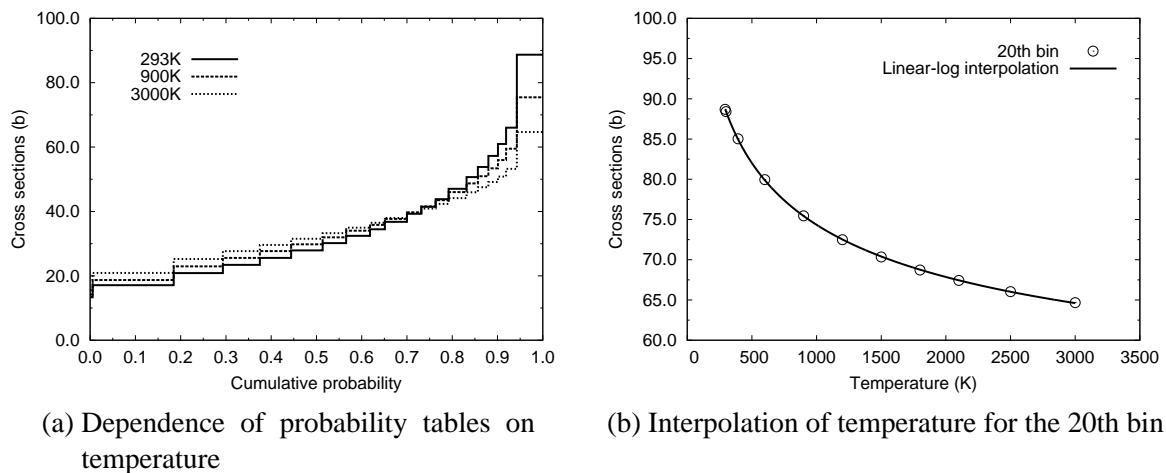 100.0
80.0
60.0
40.0
20.0
0.0
Cross sections (b)
293K
900K
3000K
0.0 0.1 0.2 0.3 0.4 0.5 0.6 0.7 0.8 0.9 1.0
Cumulative probability
(a) Dependence of probability tables on
temperature
100.0
95.0
90.0
85.0
80.0
75.0
70.0
65.0
60.0
Cross sections (b)
20th bin
Linear-log interpolation
0 500 1000 1500 2000 2500 3000 3500
Temperature (K)
(b) Interpolation of temperature for the 20th bin